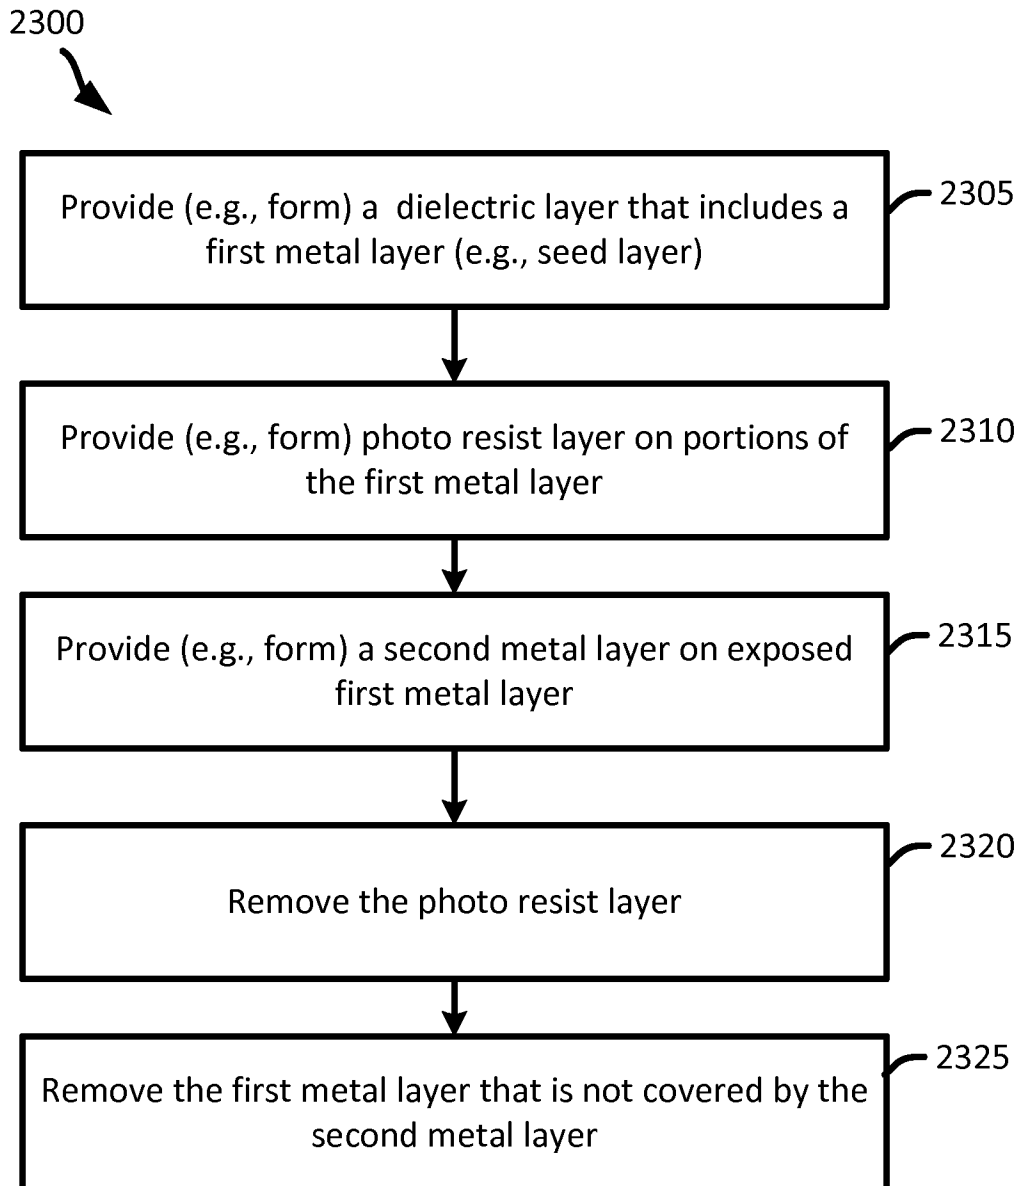 2300
Provide (e.g., form) a  dielectric layer that includes a
2305
first metal layer (e.g., seed layer)
Provide (e.g., form) photo resist layer on portions of
2310
the first metal layer
Provide (e.g., form) a second metal layer on exposed
2315
first metal layer
2320
Remove the photo resist layer
2325
Remove the first metal layer that is not covered by the
second metal layer